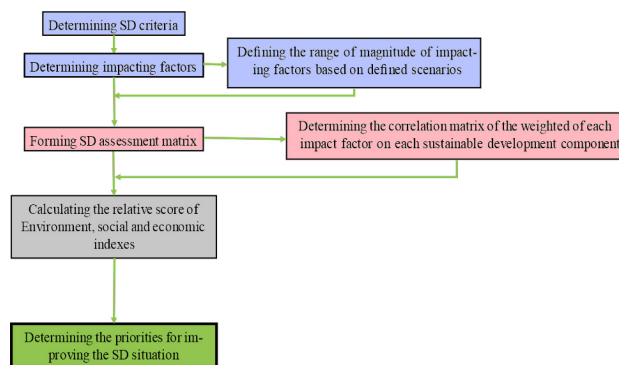 Determining SD criteria
Determining impacting factors
Defining the range of magnitude of impact-
ing factors based on defined scenarios
Forming SD assessment matrix
Determining the correlation matrix of the weighted of each
impact factor on each sustainable development component
Calculating the relative score of
Environment, social and economic
indexes
Determining the priorities for im-
proving the SD situation